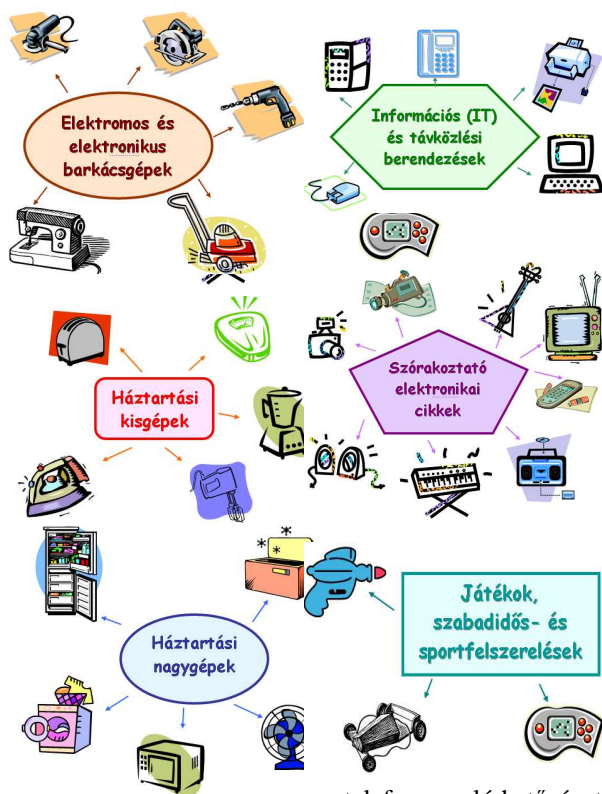 Elektromos és
elektronikus
barkácsgépek
Információs (IT)
és távközlési
berendezések
Háztartási
kisgépek
Szórakoztató
elektronikai
cikkek
Háztartási
nagygépek
Játékok,
szabadidős- és
sportfelszerelések